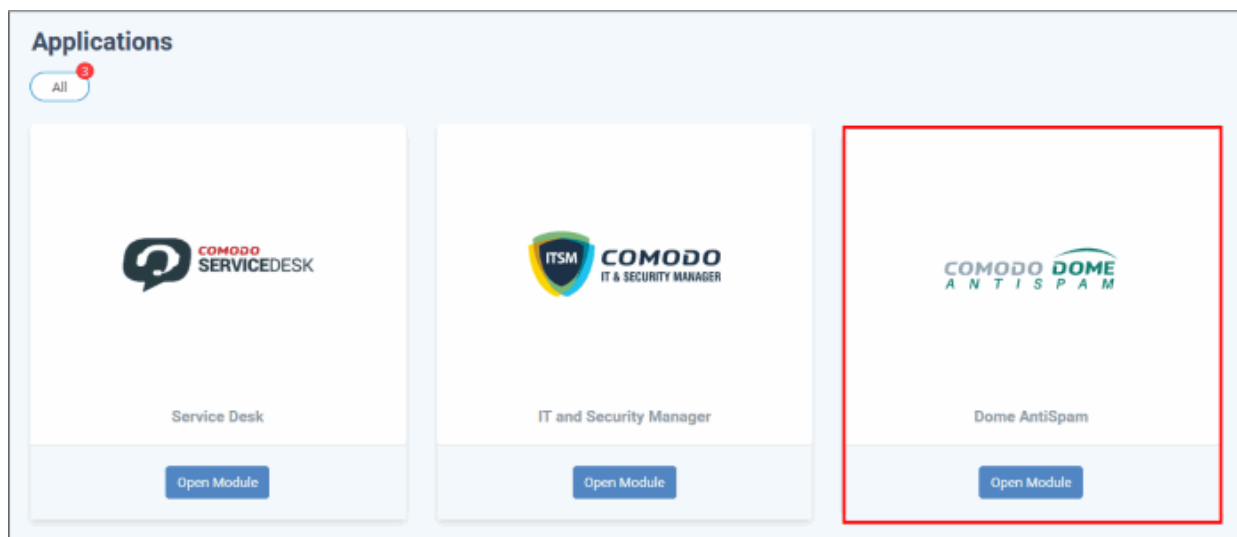 Applications
All
3
COMODO
SERVICEDESK
Service Desk
Open Module
ITSM
COMODO
IT & SECURITY MANAGER
IT and Security Manager
Open Module
COMODO DOME
ANTISPAM
Dome AntiSpam
Open Module